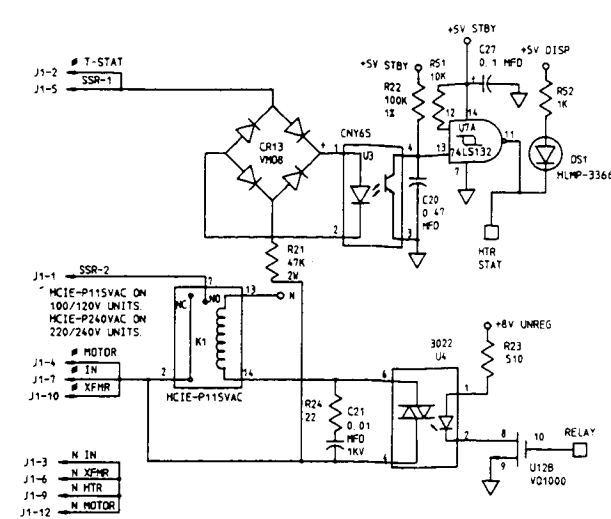 +5V STBY
C27
0.1 MFD
+5V DISP
+5V STBY
R51
10K
R22
100K
1%
R52
1K
ø T-STAT
J1-2
SSR-1
J1-5
12
14
U7A
11
13
74LS132
7
DS1
HLMP-3366
CR13
VM08
+
1
CNY65
U3
4
2
3
C20
0.47
MFD
HTR
STAT
R21
47K
2W
J1-1
SSR-2
HCIE-P115VAC ON
100/120V UNITS.
HCIE-P240VAC ON
220/240V UNITS.
7
13
N
NC
NO
K1
2
14
HCIE-P115VAC
ø MOTOR
J1-4
ø IN
J1-7
ø XFMR
J1-10
R24
22
C21
0.01
MFD
1KV
3022
U4
6
1
2
4
+8V UNREG
R23
510
8
9
10
RELAY
U12B
VQ1000
N IN
J1-3
N XFMR
J1-6
N HTR
J1-9
N MOTOR
J1-12